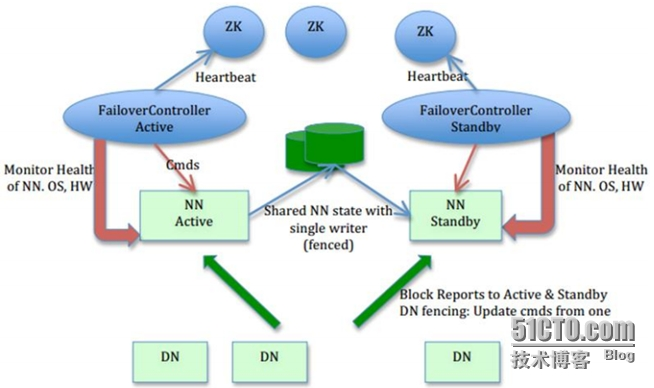 ZK
ZK
ZK
Heartbeat
Heartbeat
FailoverController
Active
FailoverController
Standby
Cmds
Monitor Health
of NN. OS, HW
Monitor Health
of NN. OS, HW
NN
Active
Shared NN state with
single writer
(fenced)
NN
Standby
Block Reports to Active & Standby
DN fencing: Update cmds from one
51CTO.com
技术博客 Blog
DN
DN
DN